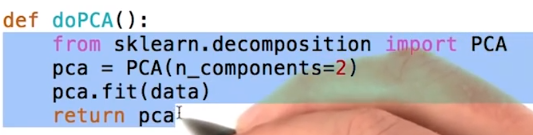 def doPCA():
    from sklearn.decomposition import PCA
    pca = PCA(n_components=2)
    pca.fit(data)
    return pca